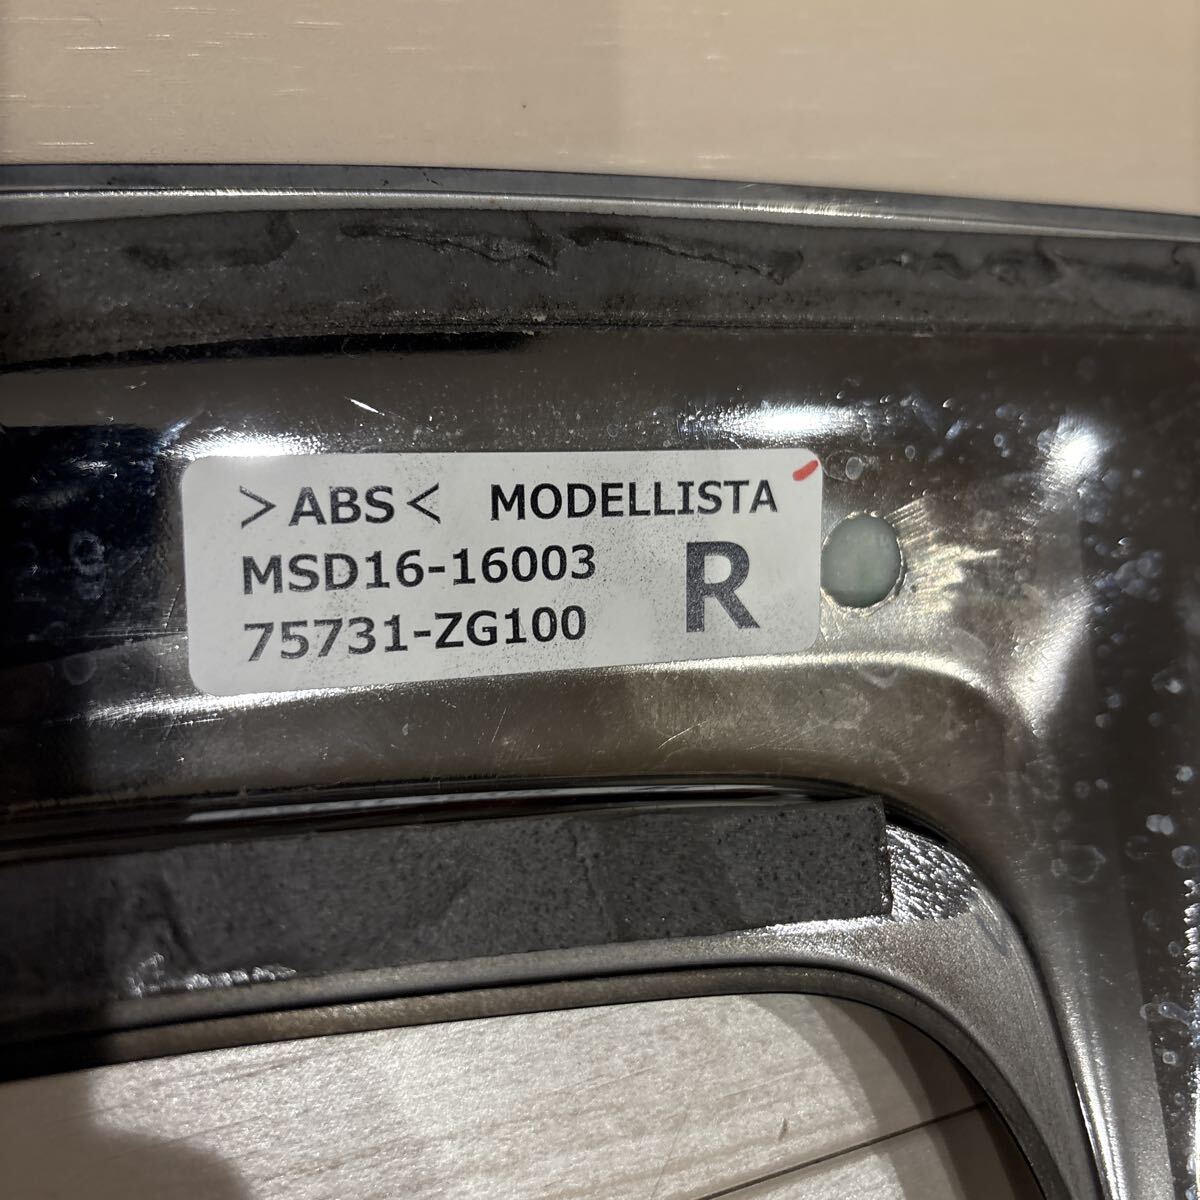 >ABS< MODELLISTA
MSD16-16003
75731-ZG100 R